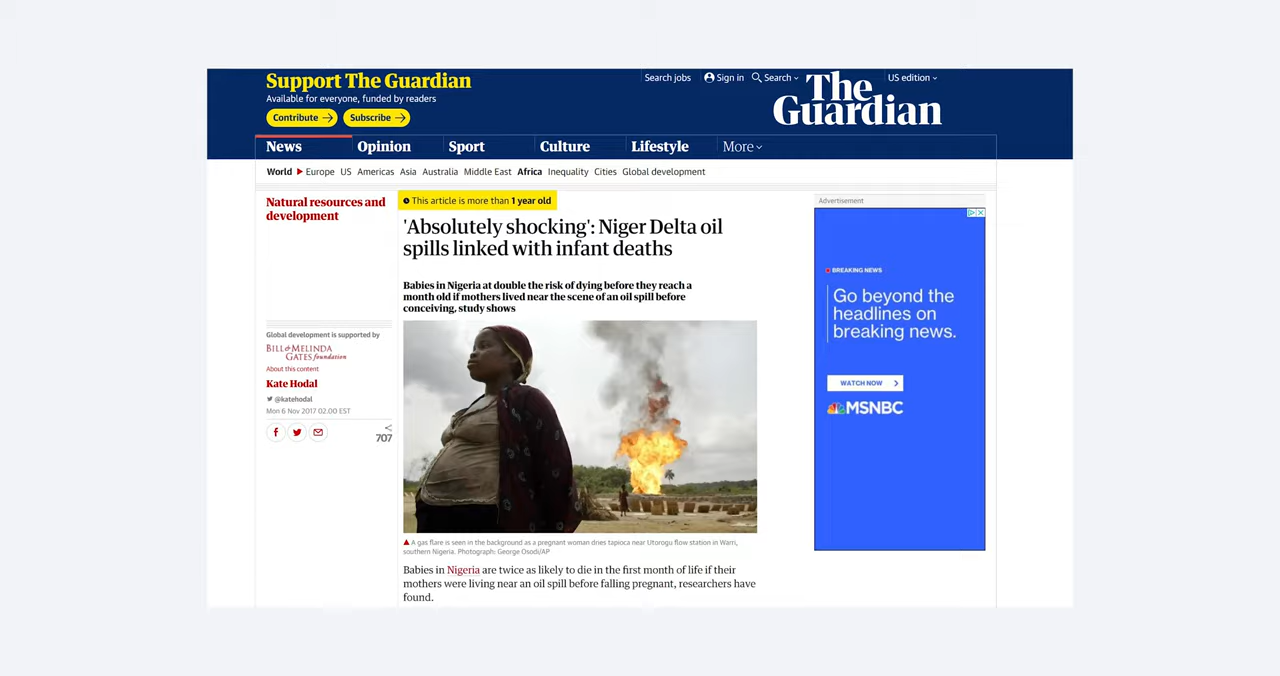 Support The Guardian
Available for everyone, funded by readers
Contribute
Subscribe
Search jobs
Sign in
Search
US edition
The
Guardian
News
Opinion
Sport
Culture
Lifestyle
More
World
Europe
US
Americas
Asia
Australia
Middle East
Africa
Inequality
Cities
Global development
Natural resources and
development
Global development is supported by
BILL & MELINDA
GATES foundation
About this content
Kate Hodal
@katehodal
Mon 6 Nov 2017 02.00 EST
707
This article is more than 1 year old
'Absolutely shocking': Niger Delta oil
spills linked with infant deaths
Babies in Nigeria at double the risk of dying before they reach a
month old if mothers lived near the scene of an oil spill before
conceiving, study shows
A gas flare is seen in the background as a pregnant woman dries tapioca near Utorogu flow station in Warri,
southern Nigeria. Photograph: George Osodi/AP
Babies in Nigeria are twice as likely to die in the first month of life if their
mothers were living near an oil spill before falling pregnant, researchers have
found.
Advertisement
BREAKING NEWS
Go beyond the
headlines on
breaking news.
WATCH NOW
MSNBC